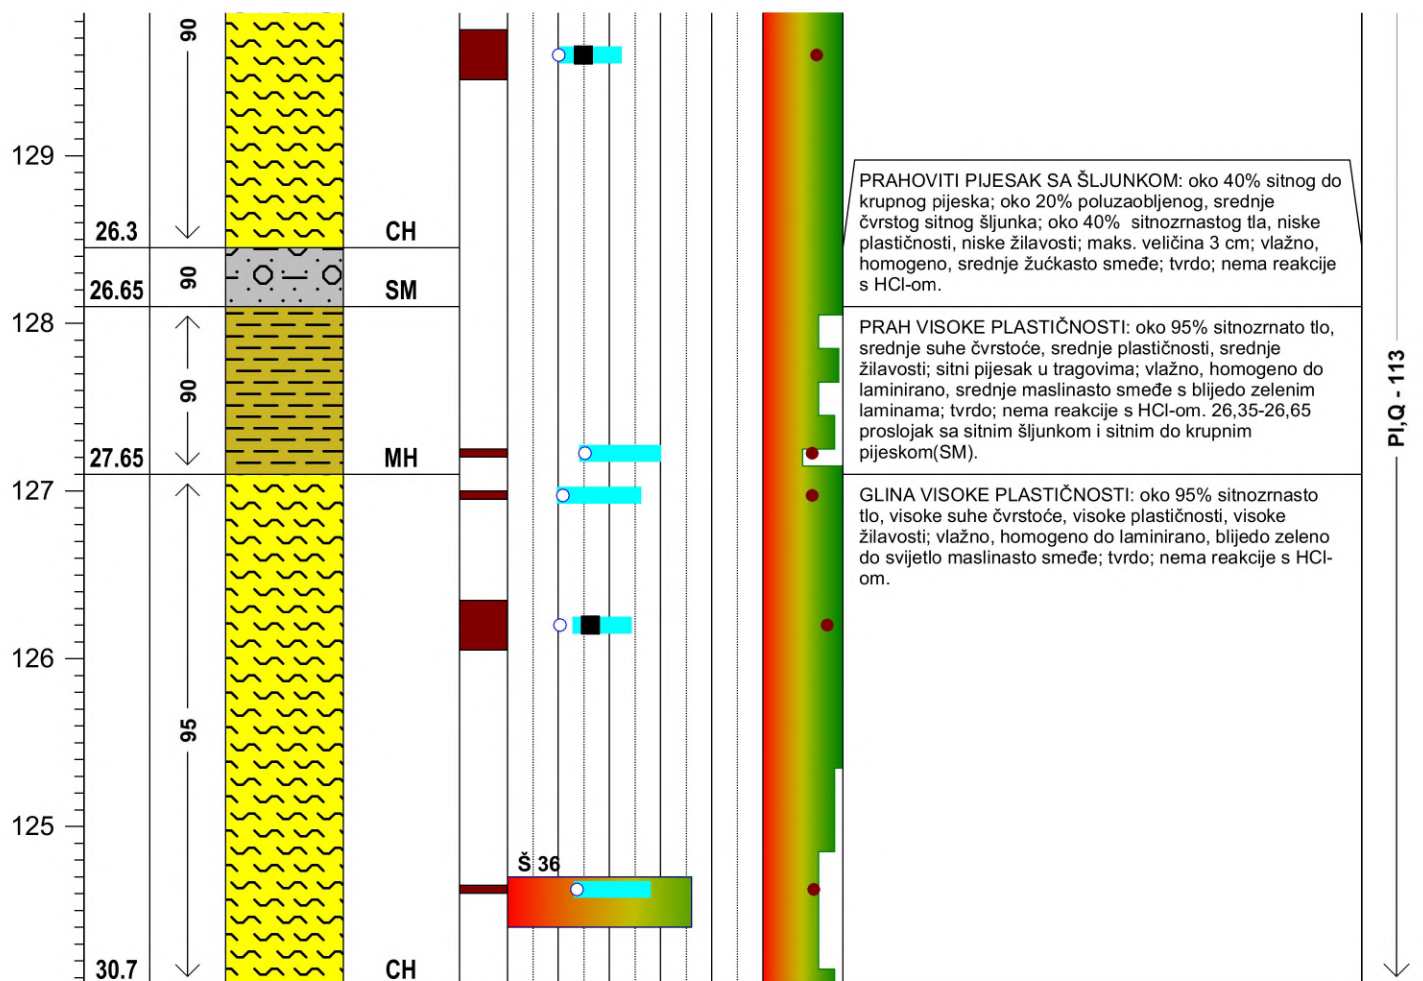 90
129
26.3
CH
PRAHOVITI PIJESAK SA ŠLJUNKOM: oko 40% sitnog do
krupnog pijeska; oko 20% poluzaobljenog, srednje
čvrstog sitnog šljunka; oko 40% sitnozrnastog tla, niske
plastičnosti, niske žilavosti; maks. veličina 3 cm; vlažno,
homogeno, srednje žućkasto smeđe; tvrdo; nema reakcije
s HCl-om.
26.65
90
SM
128
PRAH VISOKE PLASTIČNOSTI: oko 95% sitnozrnato tlo,
srednje suhe čvrstoće, srednje plastičnosti, srednje
žilavosti; sitni pijesak u tragovima; vlažno, homogeno do
laminirano, srednje maslinasto smeđe s blijedo zelenim
laminama; tvrdo; nema reakcije s HCl-om. 26,35-26,65
proslojak sa sitnim šljunkom i sitnim do krupnim
pijeskom(SM).
90
27.65
MH
Pl,Q - 113
127
GLINA VISOKE PLASTIČNOSTI: oko 95% sitnozrnasto
tlo, visoke suhe čvrstoće, visoke plastičnosti, visoke
žilavosti; vlažno, homogeno do laminirano, blijedo zeleno
do svijetlo maslinasto smeđe; tvrdo; nema reakcije s HCl-
om.
126
95
125
Š 36
30.7
CH